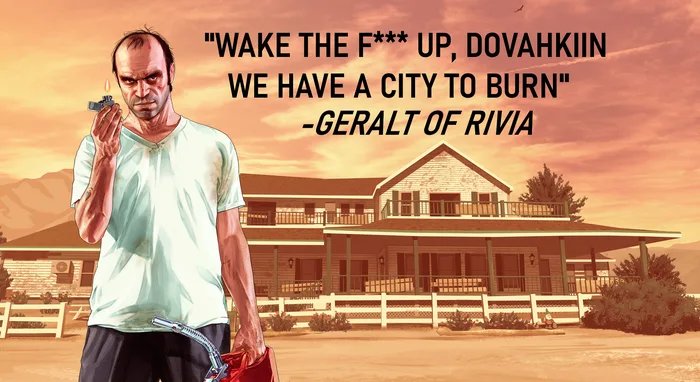 "WAKE THE F*** UP, DOVAHKIIN
WE HAVE A CITY TO BURN"
-GERALT OF RIVIA